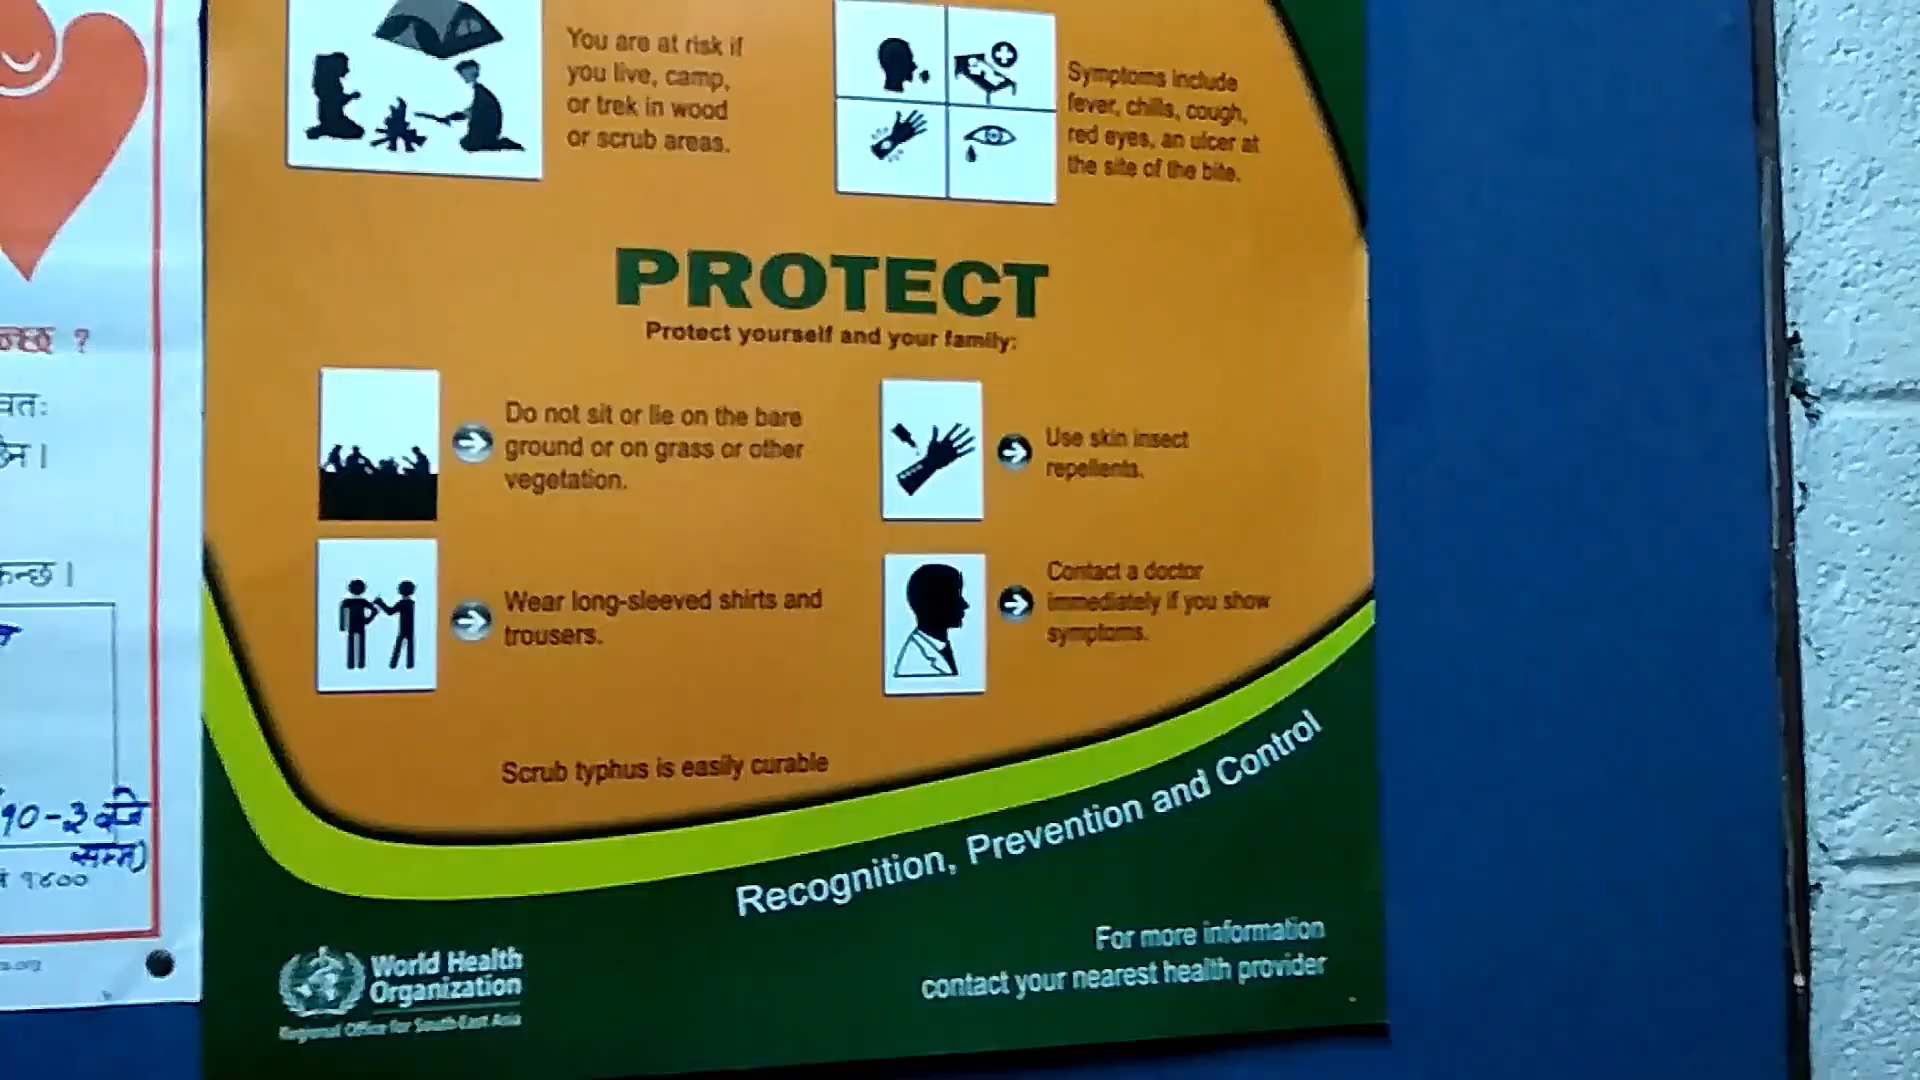 You are at risk if
you live, camp,
or trek in wood
or scrub areas.
Symptoms include
fever, chills, cough,
red eyes, an ulcer at
the site of the bite.
PROTECT
Protect yourself and your family:
Do not sit or lie on the bare
ground or on grass or other
vegetation.
Use skin insect
repellents.
Wear long-sleeved shirts and
trousers.
Contact a doctor
immediately if you show
symptoms.
Scrub typhus is easily curable
Recognition, Prevention and Control
For more information
contact your nearest health provider
World Health
Organization
Regional Office for South-East Asia
?
१०-३ बजे
१४००